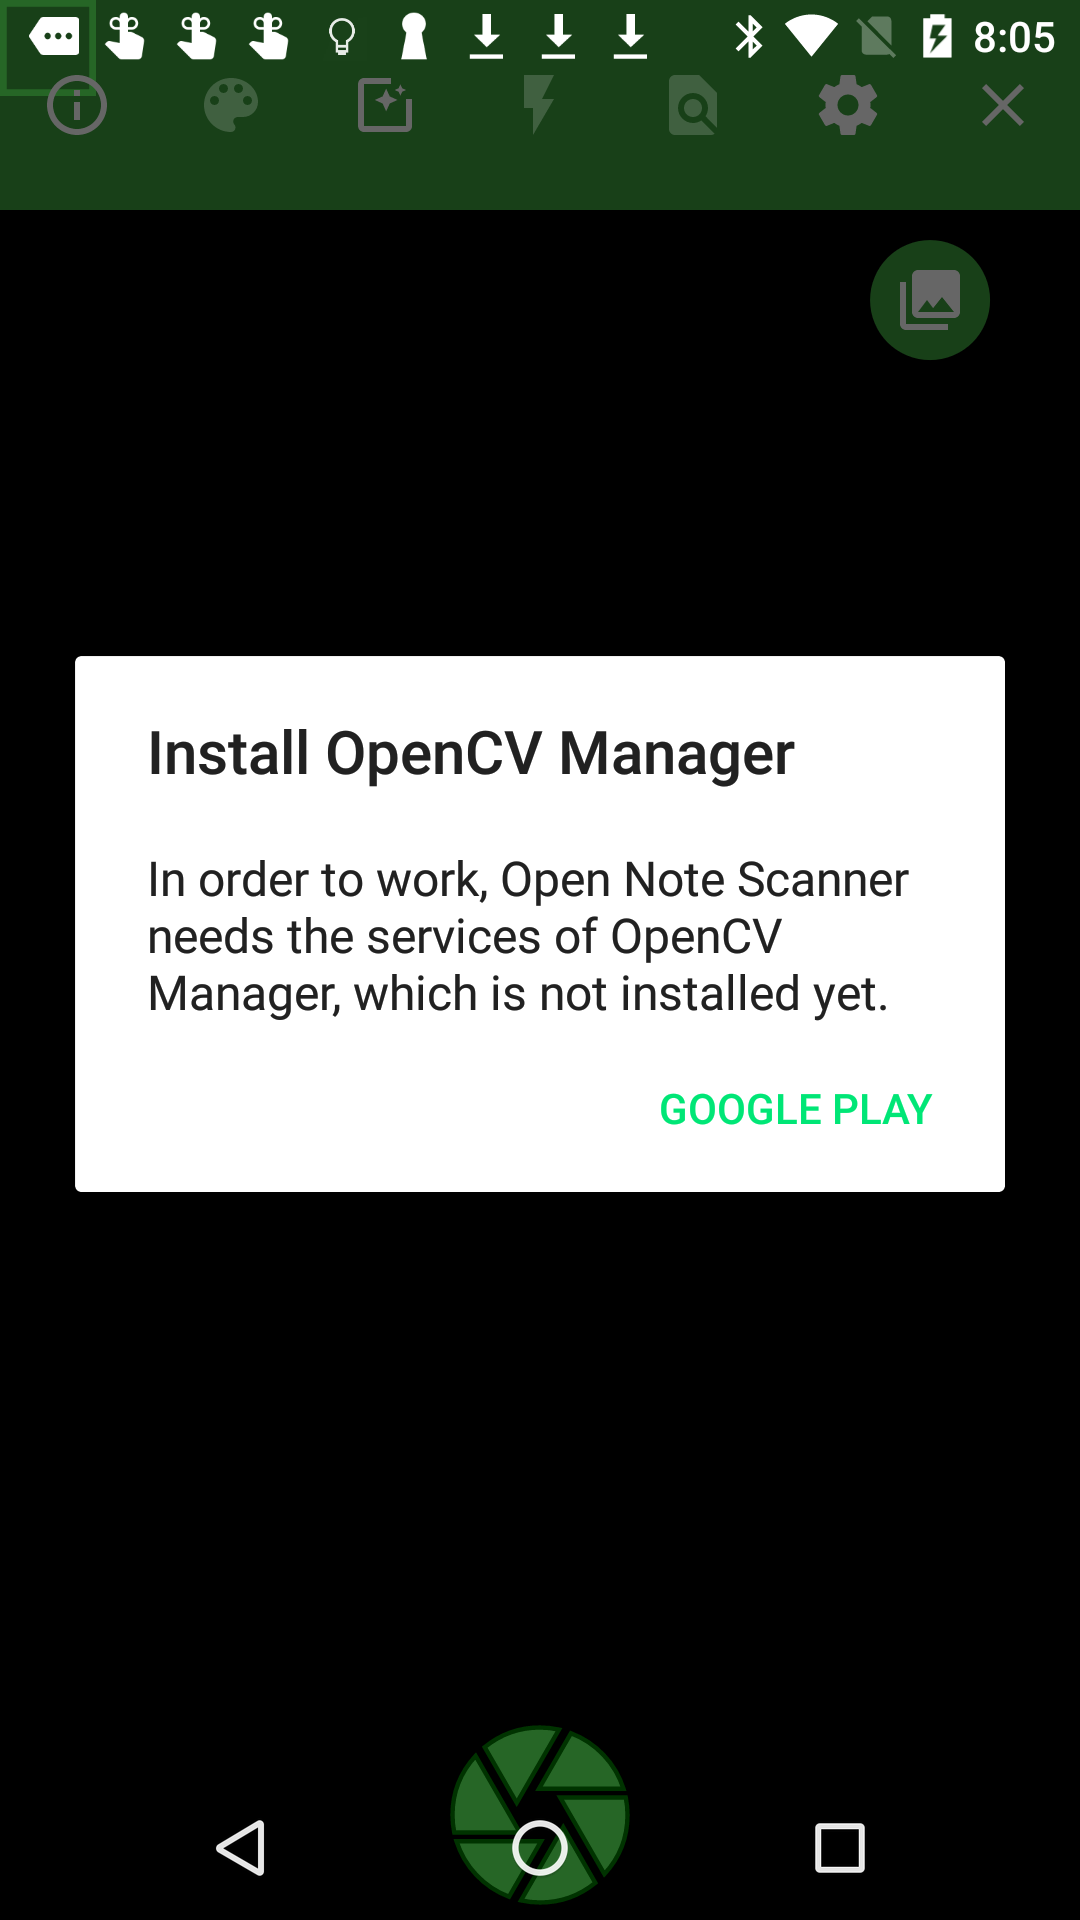 8:05
Install OpenCV Manager
In order to work, Open Note Scanner
needs the services of OpenCV
Manager, which is not installed yet.
GOOGLE PLAY